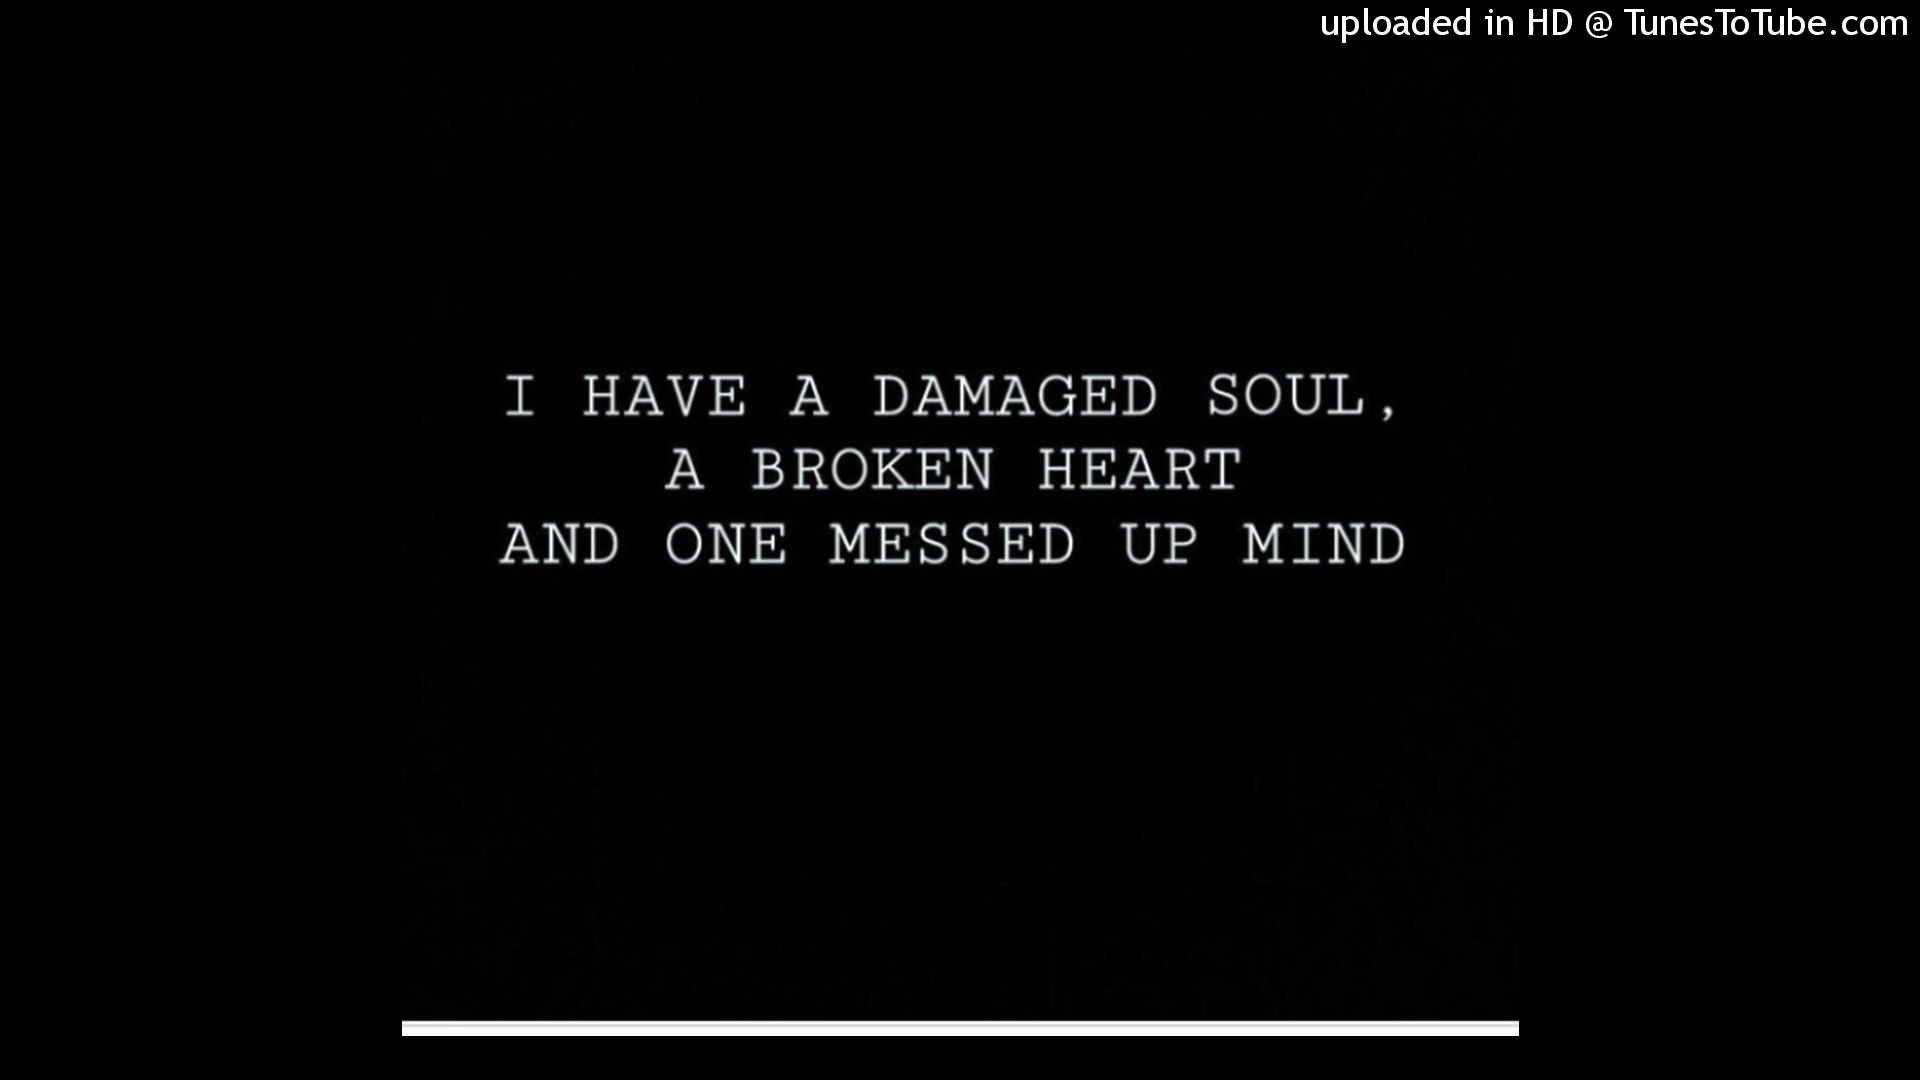 uploaded in HD @ TunesToTube.com
I HAVE A DAMAGED SOUL,
A BROKEN HEART
AND ONE MESSED UP MIND